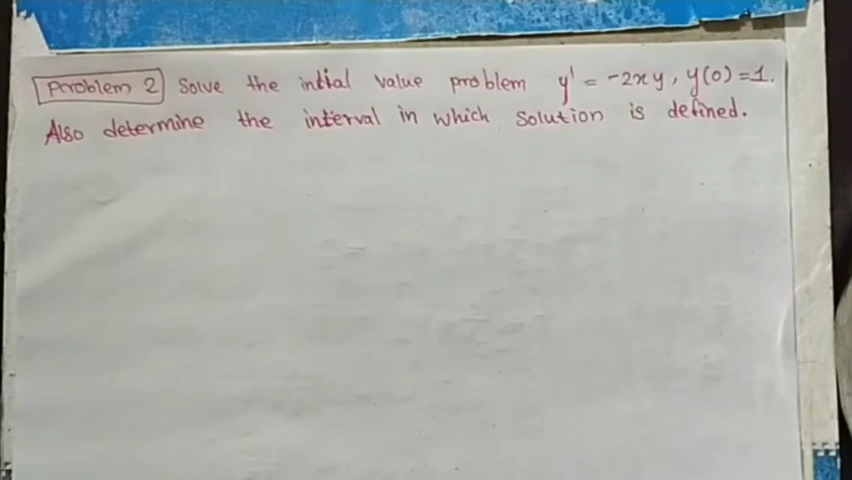 Problem 2 Solve the intial value problem y' = -2xy, y(0)=1.
Also determine the interval in which solution is defined.